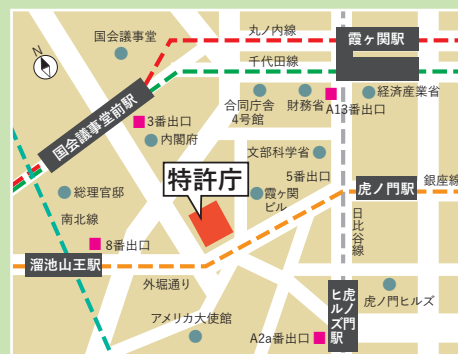 N
国会議事堂
丸ノ内線
霞ヶ関駅
千代田線
国会議事堂前駅
合同庁舎
4号館
財務省
経済産業省
A13番出口
3番出口
内閣府
文部科学省
特許庁
5番出口
虎ノ門駅
銀座線
総理官邸
霞ヶ関
ビル
南北線
日比谷線
8番出口
溜池山王駅
外堀通り
虎ノ門
ヒルズ駅
虎ノ門ヒルズ
アメリカ大使館
A2a番出口